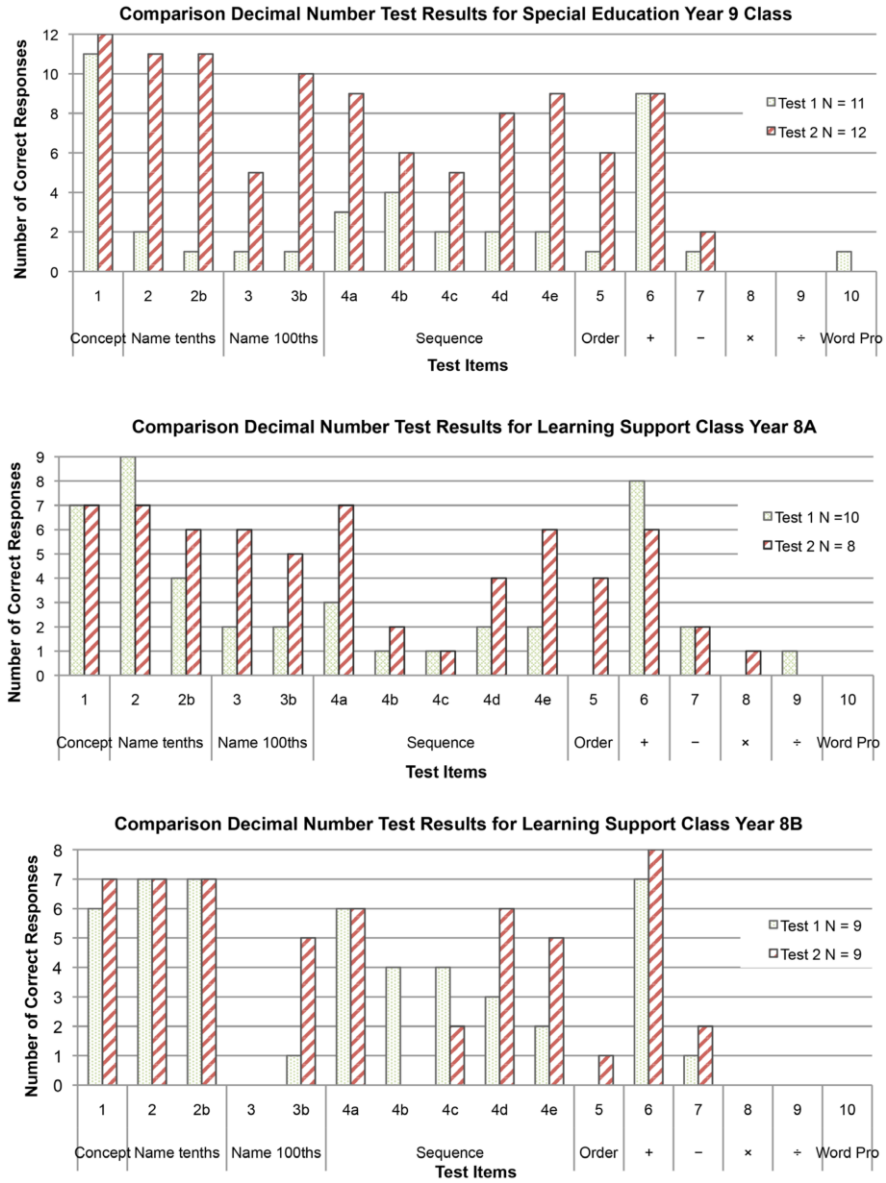 Comparison Decimal Number Test Results for Special Education Year 9 Class
Number of Correct Responses
12
10
8
6
4
2
0
Test 1 N = 11
Test 2 N = 12
1 2 2b 3 3b 4a 4b 4c 4d 4e 5 6 7 8 9 10
Concept Name tenths Name 100ths Sequence Order + − × ÷ Word Pro
Test Items
Comparison Decimal Number Test Results for Learning Support Class Year 8A
Number of Correct Responses
9
8
7
6
5
4
3
2
1
0
Test 1 N =10
Test 2 N = 8
1 2 2b 3 3b 4a 4b 4c 4d 4e 5 6 7 8 9 10
Concept Name tenths Name 100ths Sequence Order + − × ÷ Word Pro
Test Items
Comparison Decimal Number Test Results for Learning Support Class Year 8B
Number of Correct Responses
8
7
6
5
4
3
2
1
0
Test 1 N = 9
Test 2 N = 9
1 2 2b 3 3b 4a 4b 4c 4d 4e 5 6 7 8 9 10
Concept Name tenths Name 100ths Sequence Order + − × ÷ Word Pro
Test Items